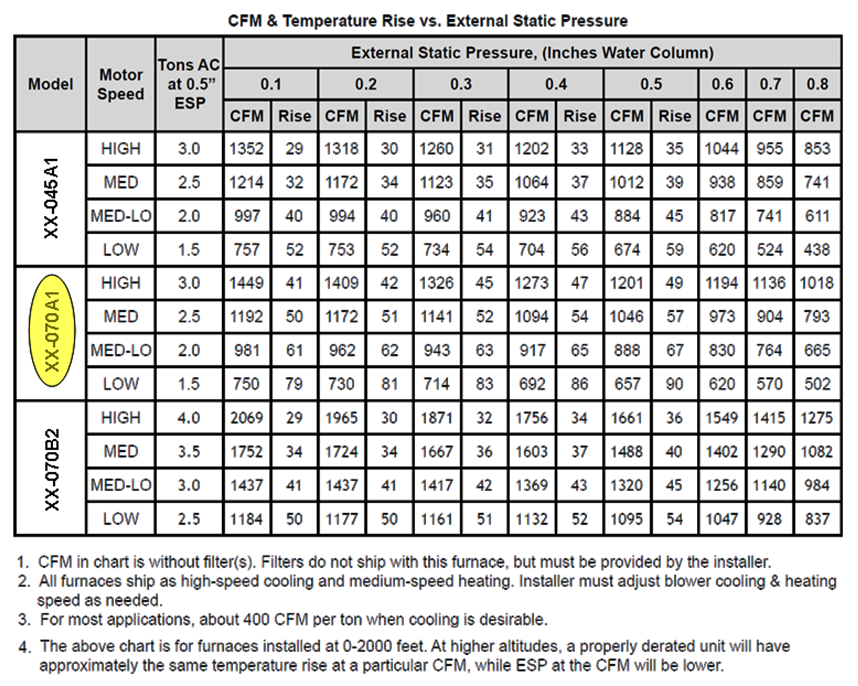 CFM & Temperature Rise vs. External Static Pressure
Model Motor Speed Tons AC at 0.5" ESP External Static Pressure, (Inches Water Column)
0.1 0.2 0.3 0.4 0.5 0.6 0.7 0.8
CFM Rise CFM Rise CFM Rise CFM Rise CFM Rise CFM CFM CFM
XX-045A1
HIGH 3.0 1352 29 1318 30 1260 31 1202 33 1128 35 1044 955 853
MED 2.5 1214 32 1172 34 1123 35 1064 37 1012 39 938 859 741
MED-LO 2.0 997 40 994 40 960 41 923 43 884 45 817 741 611
LOW 1.5 757 52 753 52 734 54 704 56 674 59 620 524 438
XX-070A1
HIGH 3.0 1449 41 1409 42 1326 45 1273 47 1201 49 1194 1136 1018
MED 2.5 1192 50 1172 51 1141 52 1094 54 1046 57 973 904 793
MED-LO 2.0 981 61 962 62 943 63 917 65 888 67 830 764 665
LOW 1.5 750 79 730 81 714 83 692 86 657 90 620 570 502
XX-070B2
HIGH 4.0 2069 29 1965 30 1871 32 1756 34 1661 36 1549 1415 1275
MED 3.5 1752 34 1724 34 1667 36 1603 37 1488 40 1402 1290 1082
MED-LO 3.0 1437 41 1437 41 1417 42 1369 43 1320 45 1256 1140 984
LOW 2.5 1184 50 1177 50 1161 51 1132 52 1095 54 1047 928 837
1. CFM in chart is without filter(s). Filters do not ship with this furnace, but must be provided by the installer.
2. All furnaces ship as high-speed cooling and medium-speed heating. Installer must adjust blower cooling & heating
speed as needed.
3. For most applications, about 400 CFM per ton when cooling is desirable.
4. The above chart is for furnaces installed at 0-2000 feet. At higher altitudes, a properly derated unit will have
approximately the same temperature rise at a particular CFM, while ESP at the CFM will be lower.